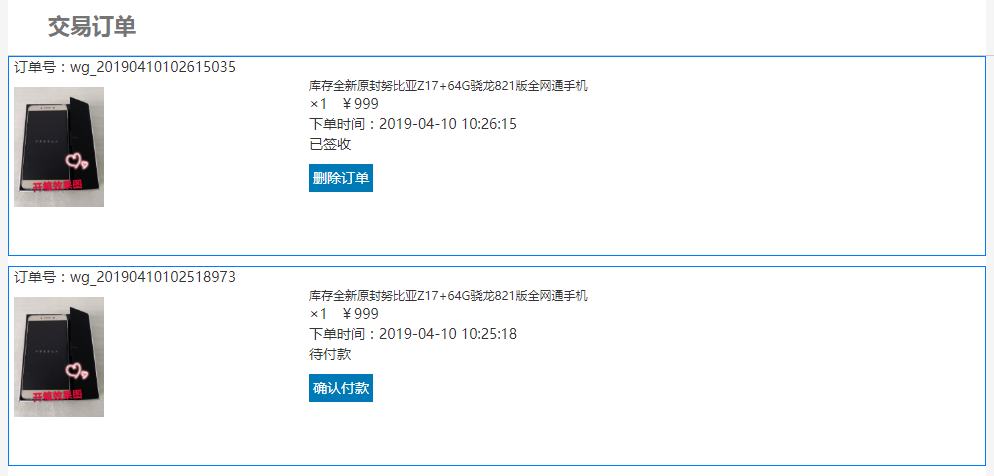 交易订单
订单号：wg_20190410102615035
库存全新原封努比亚Z17+64G骁龙821版全网通手机
×1 ￥999
下单时间：2019-04-10 10:26:15
已签收
删除订单
订单号：wg_20190410102518973
库存全新原封努比亚Z17+64G骁龙821版全网通手机
×1 ￥999
下单时间：2019-04-10 10:25:18
待付款
确认付款